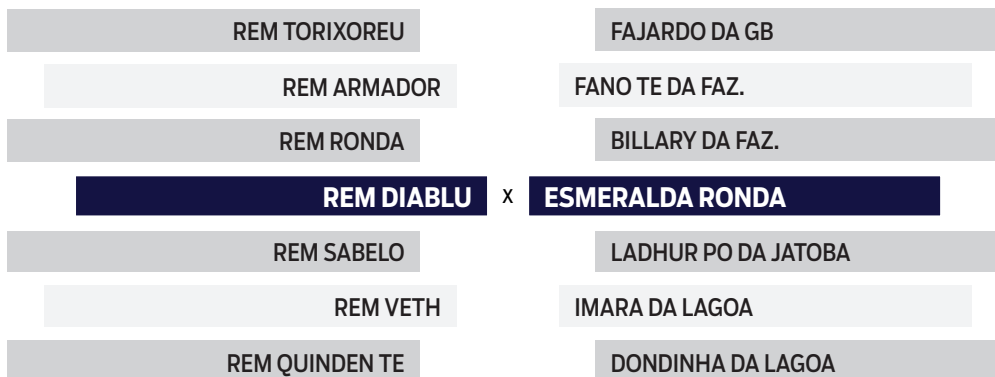 REM TORIXOREU FAJARDO DA GB
REM ARMADOR FANO TE DA FAZ.
REM RONDA BILLARY DA FAZ.
REM DIABLU X ESMERALDA RONDA
REM SABELO LADHUR PO DA JATOBA
REM VETH IMARA DA LAGOA
REM QUINDEN TE DONDINHA DA LAGOA